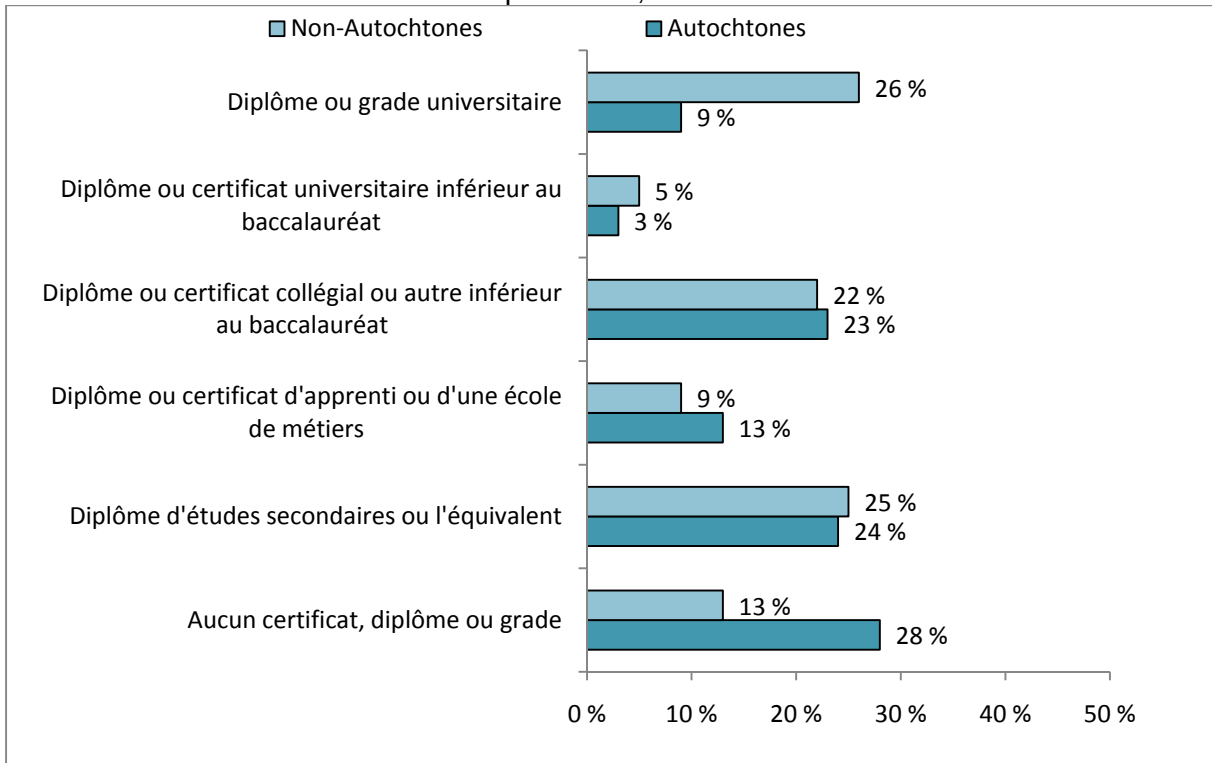 Non-Autochtones Autochtones
Diplôme ou grade universitaire
26 %
9 %
Diplôme ou certificat universitaire inférieur au
baccalauréat
5 %
3 %
Diplôme ou certificat collégial ou autre inférieur
au baccalauréat
22 %
23 %
Diplôme ou certificat d'apprenti ou d'une école
de métiers
9 %
13 %
Diplôme d'études secondaires ou l'équivalent
25 %
24 %
Aucun certificat, diplôme ou grade
13 %
28 %
0 % 10 % 20 % 30 % 40 % 50 %